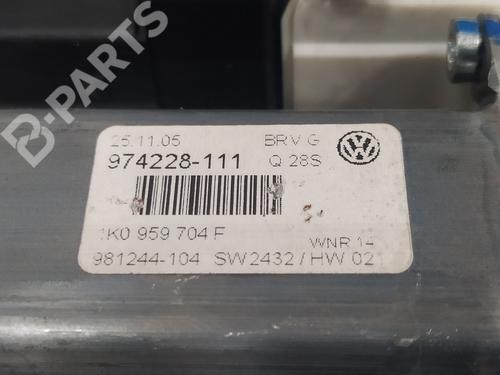 B-PARTS
25.11.05 BRV G
974228-111 Q 28S
1K0 959 704 F
WNR 14
981244-104 SW2432/HW 021